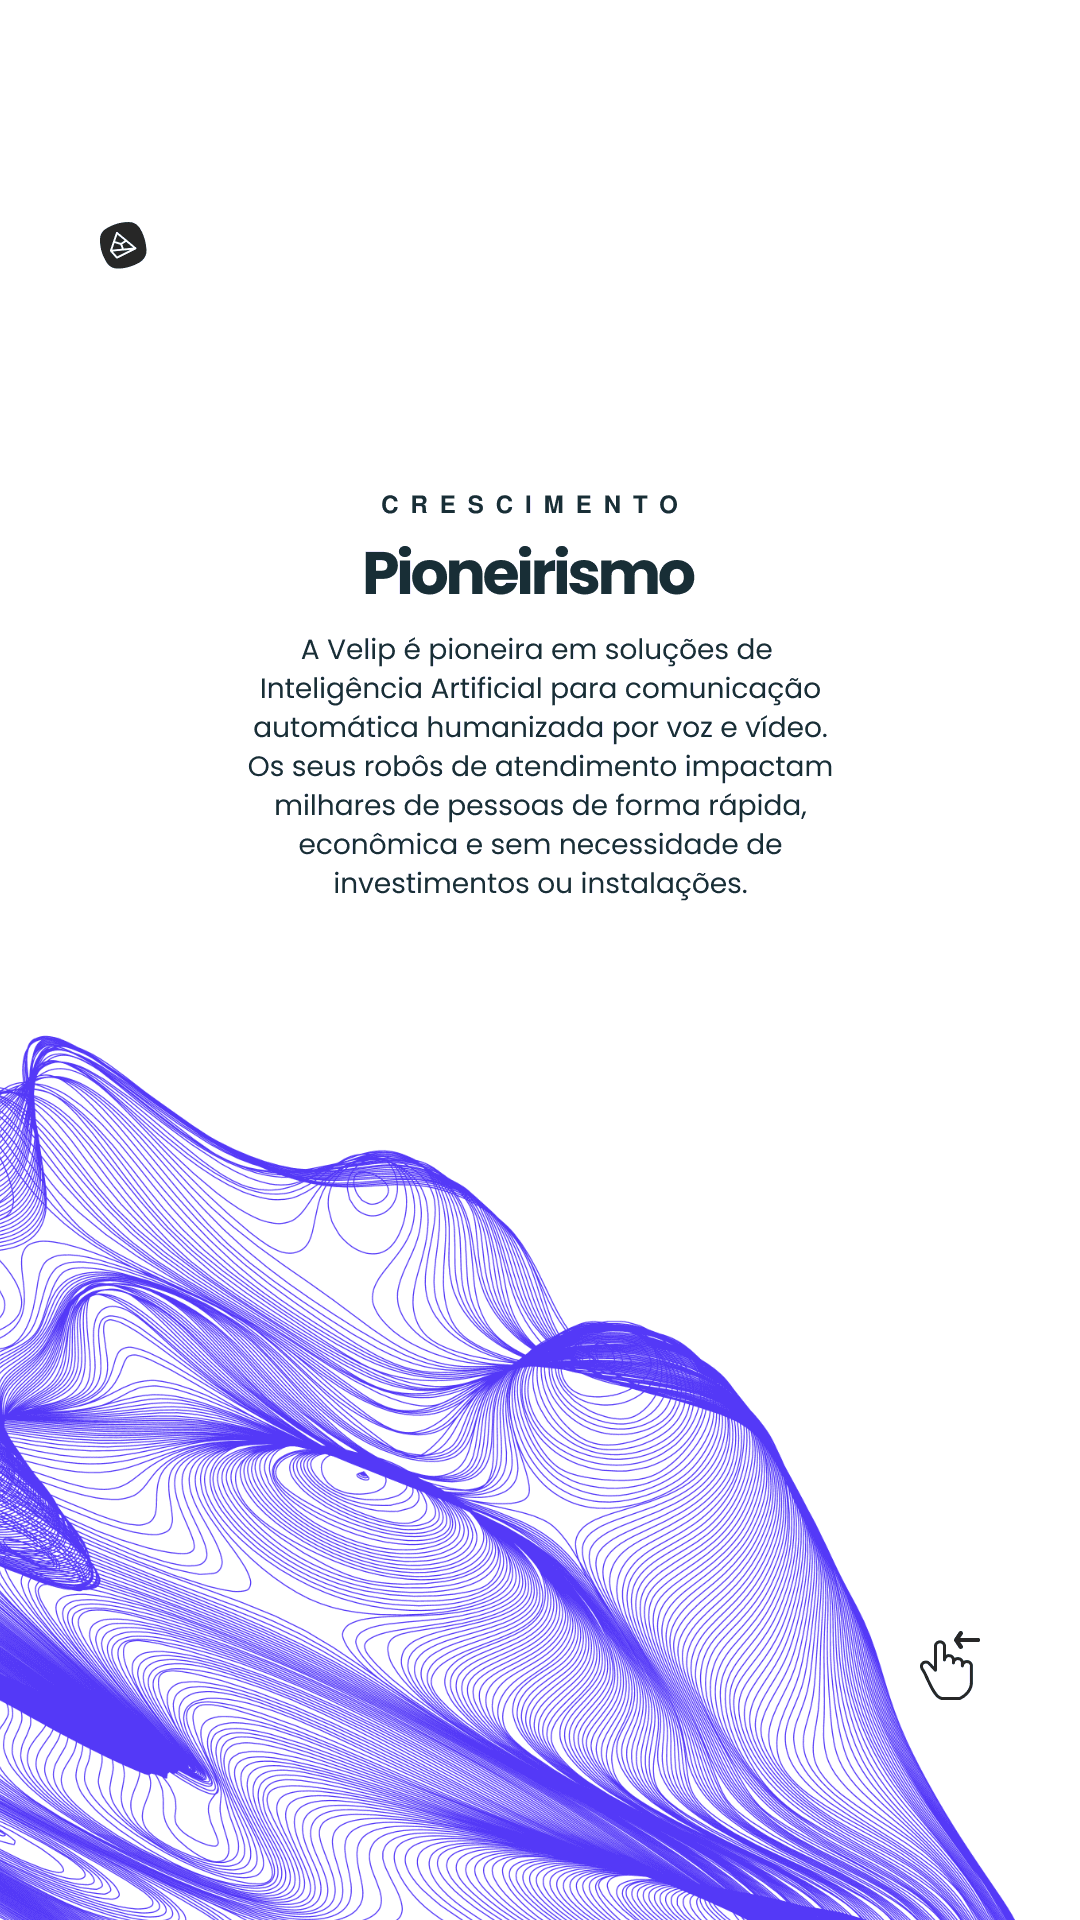 CRESCIMENTO
Pioneirismo
A Velip é pioneira em soluções de
Inteligência Artificial para comunicação
automática humanizada por voz e vídeo.
Os seus robôs de atendimento impactam
milhares de pessoas de forma rápida,
econômica e sem necessidade de
investimentos ou instalações.